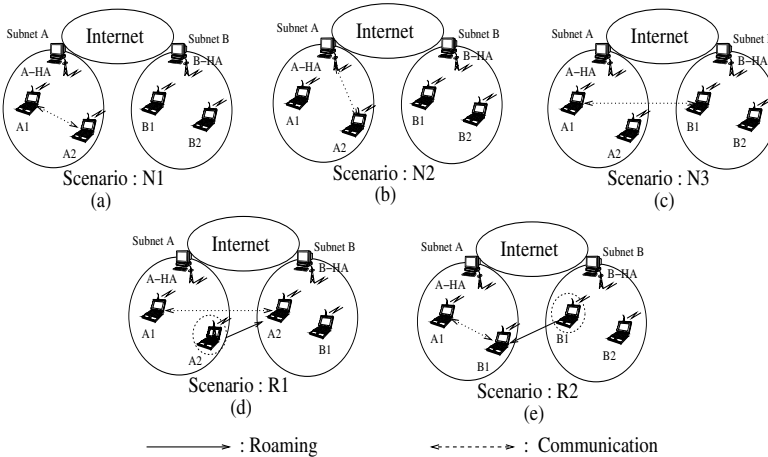 Subnet A
Internet
Subnet B
A-HA
B-HA
A1
A2
B1
B2
Scenario : N1
(a)
Subnet A
Internet
Subnet B
A-HA
B-HA
A1
A2
B1
B2
Scenario : N2
(b)
Subnet A
Internet
Subnet B
A-HA
B-HA
A1
A2
B1
B2
Scenario : N3
(c)
Subnet A
Internet
Subnet B
A-HA
B-HA
A1
A2
A2
B1
Scenario : R1
(d)
Subnet A
Internet
Subnet B
A-HA
B-HA
A1
B1
B1
B2
Scenario : R2
(e)
: Roaming
: Communication